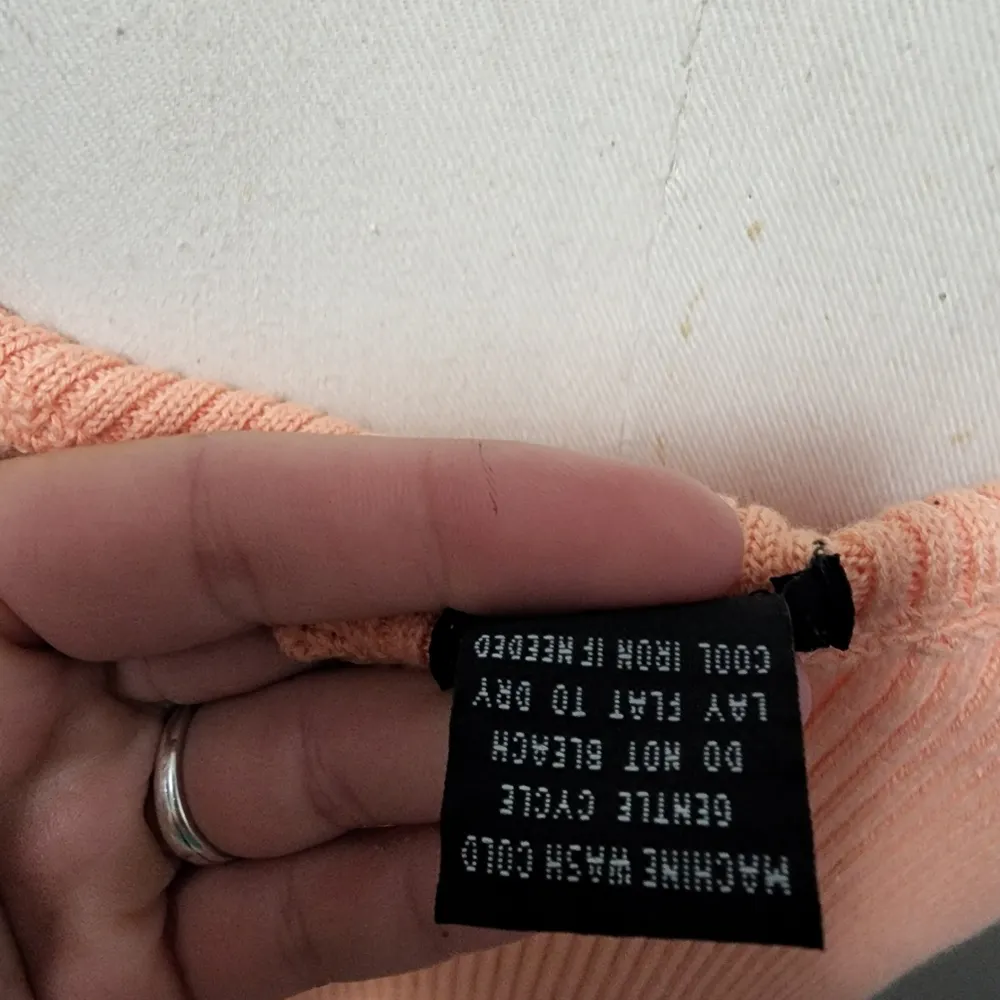 MACHINE WASH COLD
GENTLE CYCLE
DO NOT BLEACH
LAY FLAT TO DRY
COOL IRON IF NEEDED